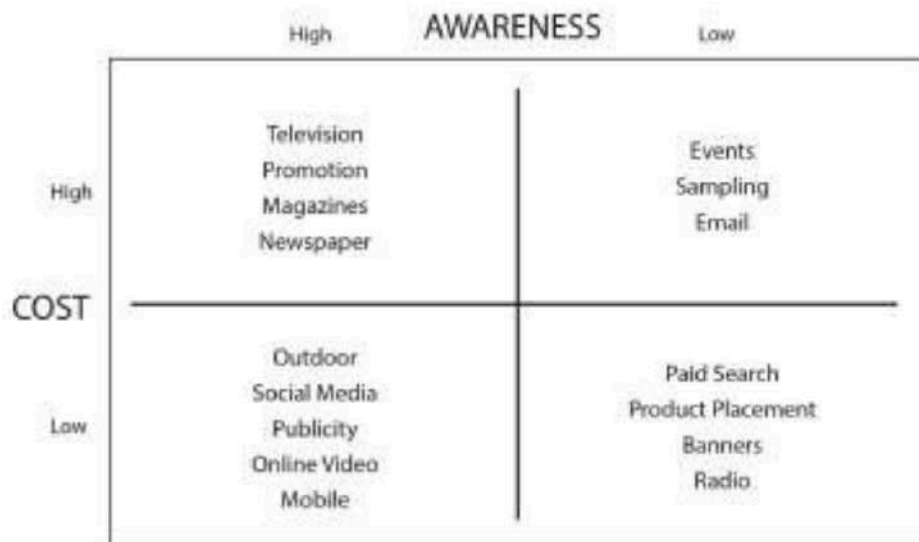 High AWARENESS Low
High
Television
Promotion
Magazines
Newspaper
Events
Sampling
Email
COST
Low
Outdoor
Social Media
Publicity
Online Video
Mobile
Paid Search
Product Placement
Banners
Radio